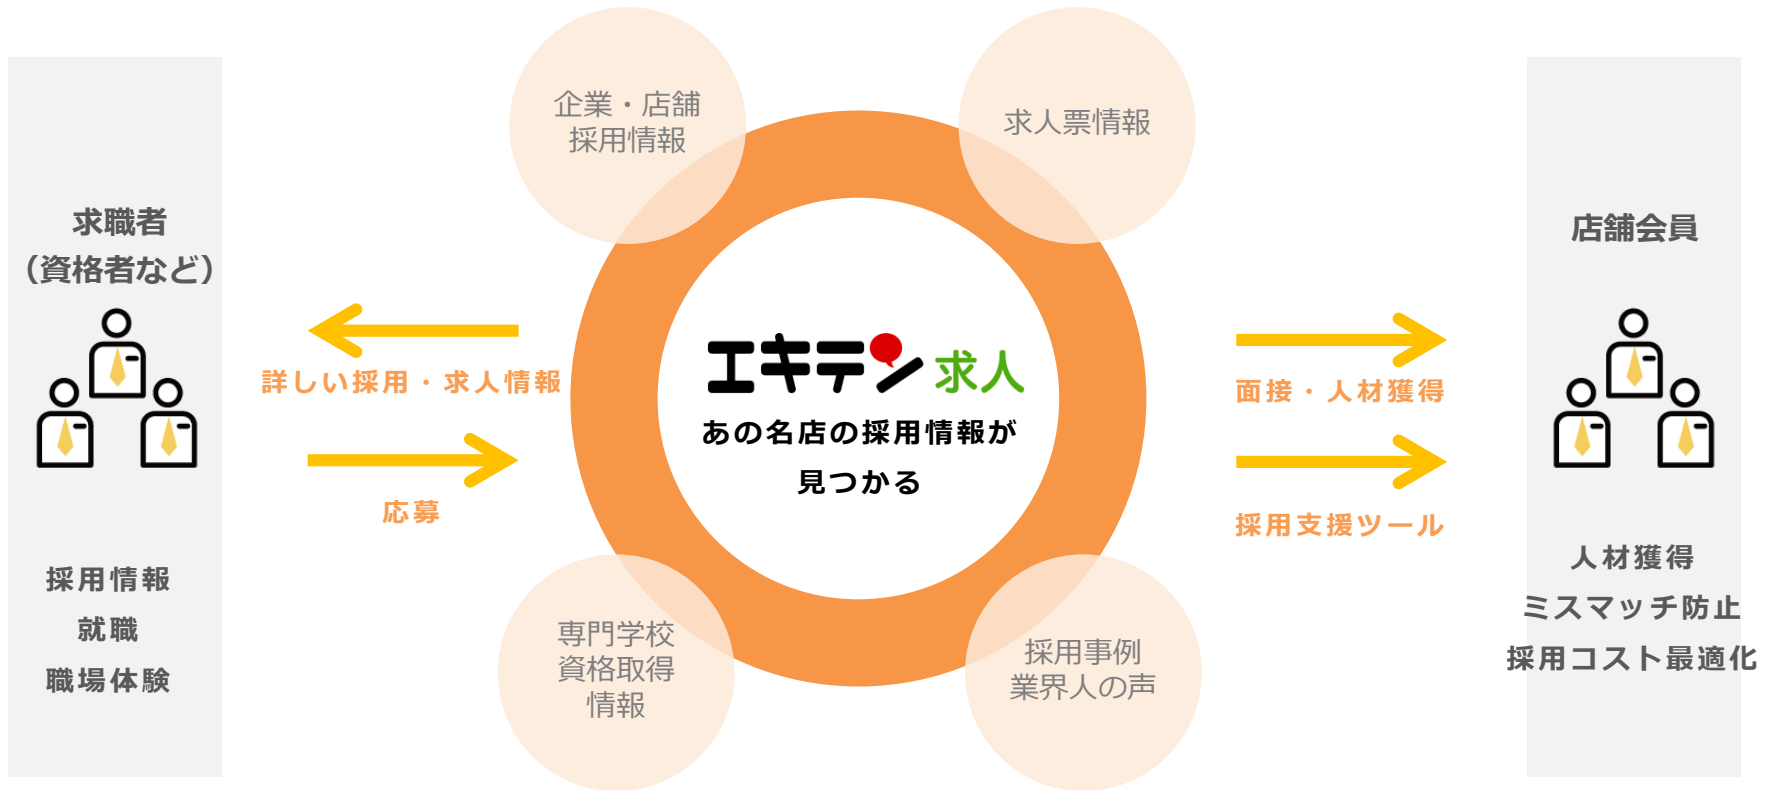 求職者
（資格者など）
採用情報
就職
職場体験
詳しい採用・求人情報
応募
企業・店舗
採用情報
求人票情報
エキテン 求人
あの名店の採用情報が
見つかる
専門学校
資格取得
情報
採用事例
業界人の声
面接・人材獲得
採用支援ツール
店舗会員
人材獲得
ミスマッチ防止
採用コスト最適化